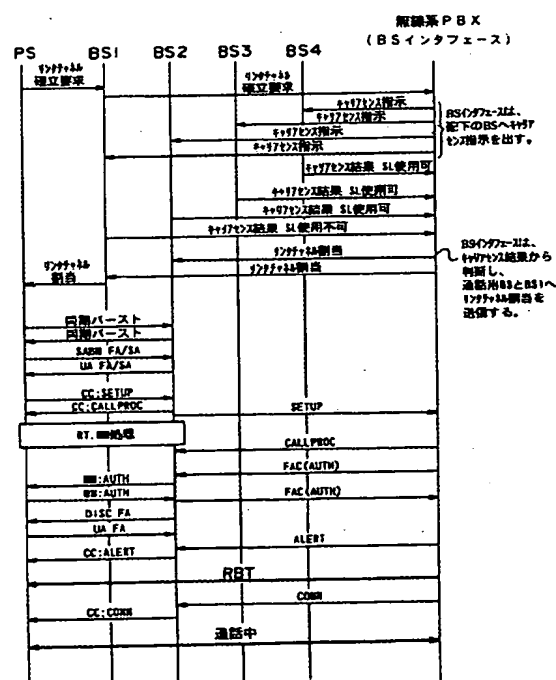 無線系PBX
(BSインタフェース)
PS BS1 BS2 BS3 BS4
リンクチャネル
確立要求
リンクチャネル
確立要求
キャリアセンス指示
キャリアセンス指示
キャリアセンス指示
キャリアセンス指示
BSインタフェースは、
配下のBSへキャリア
センス指示を出す。
キャリアセンス結果 SL使用可
キャリアセンス結果 SL使用可
キャリアセンス結果 SL使用可
キャリアセンス結果 SL使用不可
リンクチャネル割当
リンクチャネル割当
リンクチャネル
割当
BSインタフェースは、
キャリアセンス結果から
判断し、
通話用BSとBS1へ
リンクチャネル割当を
送信する。
同期バースト
同期バースト
SABM FA/SA
UA FA/SA
CC:SETUP
CC:CALLPROC
SETUP
RT.MM処理
CALLPROC
FAC(AUTH)
MM:AUTH
MM:AUTH
FAC(AUTH)
DISC FA
UA FA
ALERT
CC:ALERT
RBT
CONN
CC:CONN
通話中